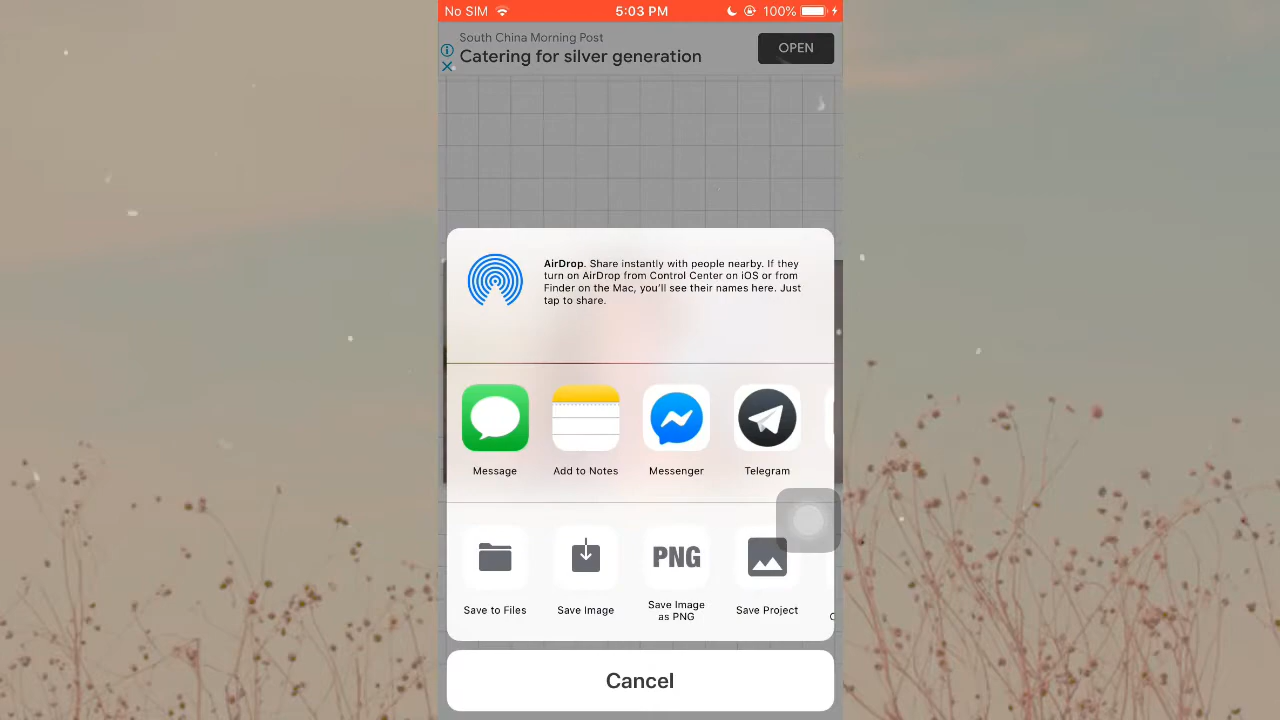 No SIM 5:03 PM 100%
South China Morning Post
Catering for silver generation
OPEN
AirDrop. Share instantly with people nearby. If they
turn on AirDrop from Control Center on iOS or from
Finder on the Mac, you'll see their names here. Just
tap to share.
Message Add to Notes Messenger Telegram
PNG
Save to Files Save Image Save Image
as PNG Save Project
Cancel